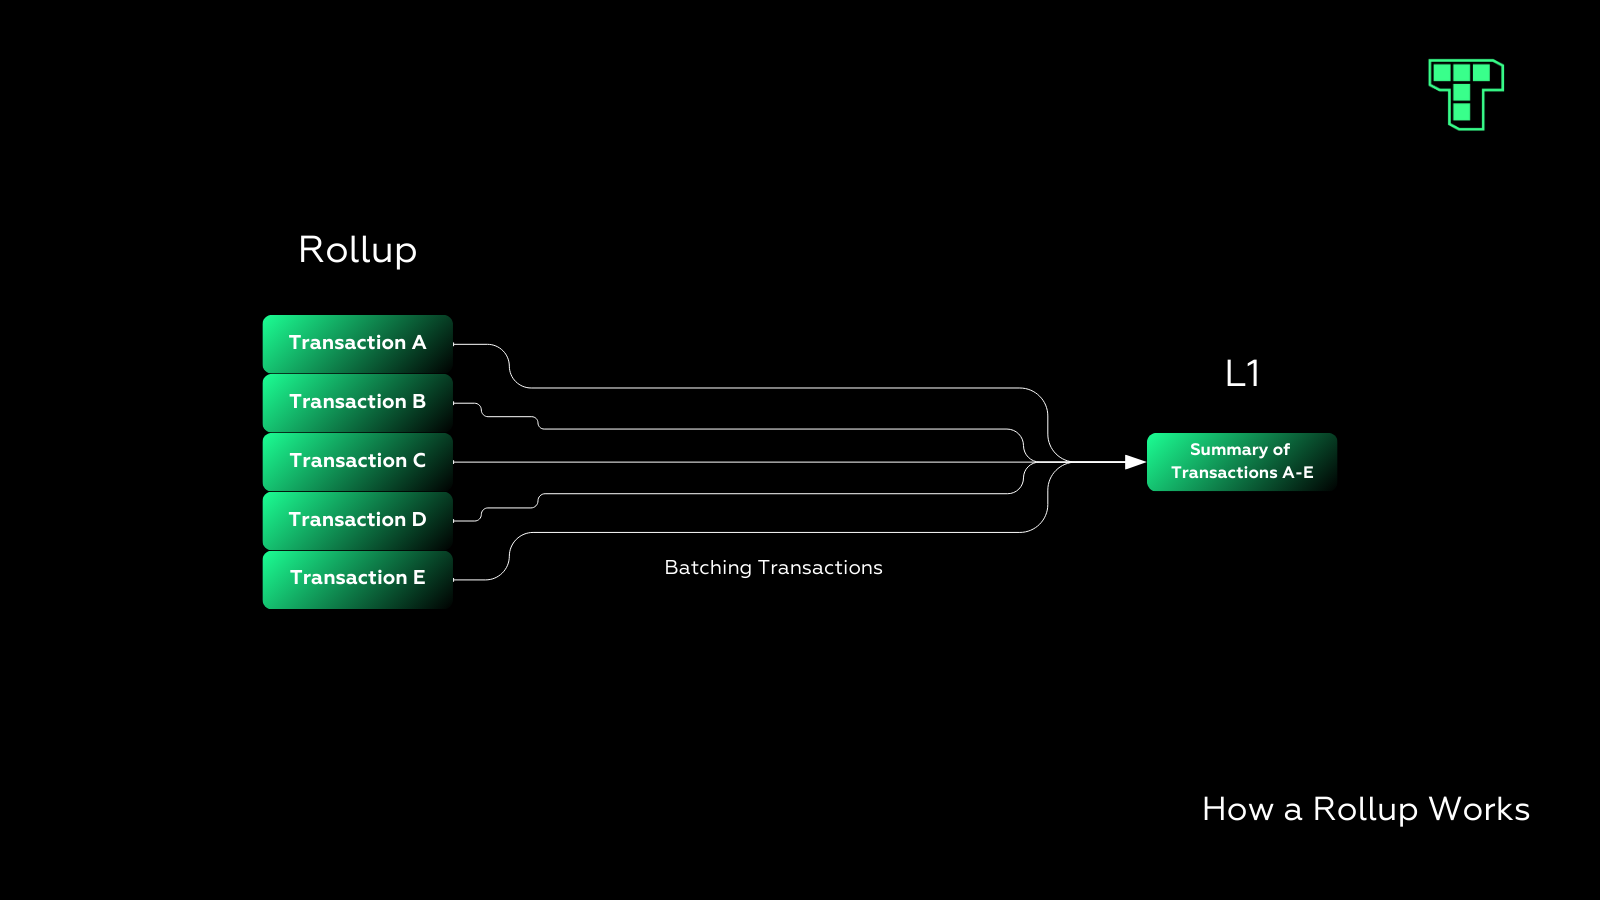 Rollup
Transaction A
Transaction B
Transaction C
Transaction D
Transaction E
Batching Transactions
L1
Summary of
Transactions A-E
How a Rollup Works